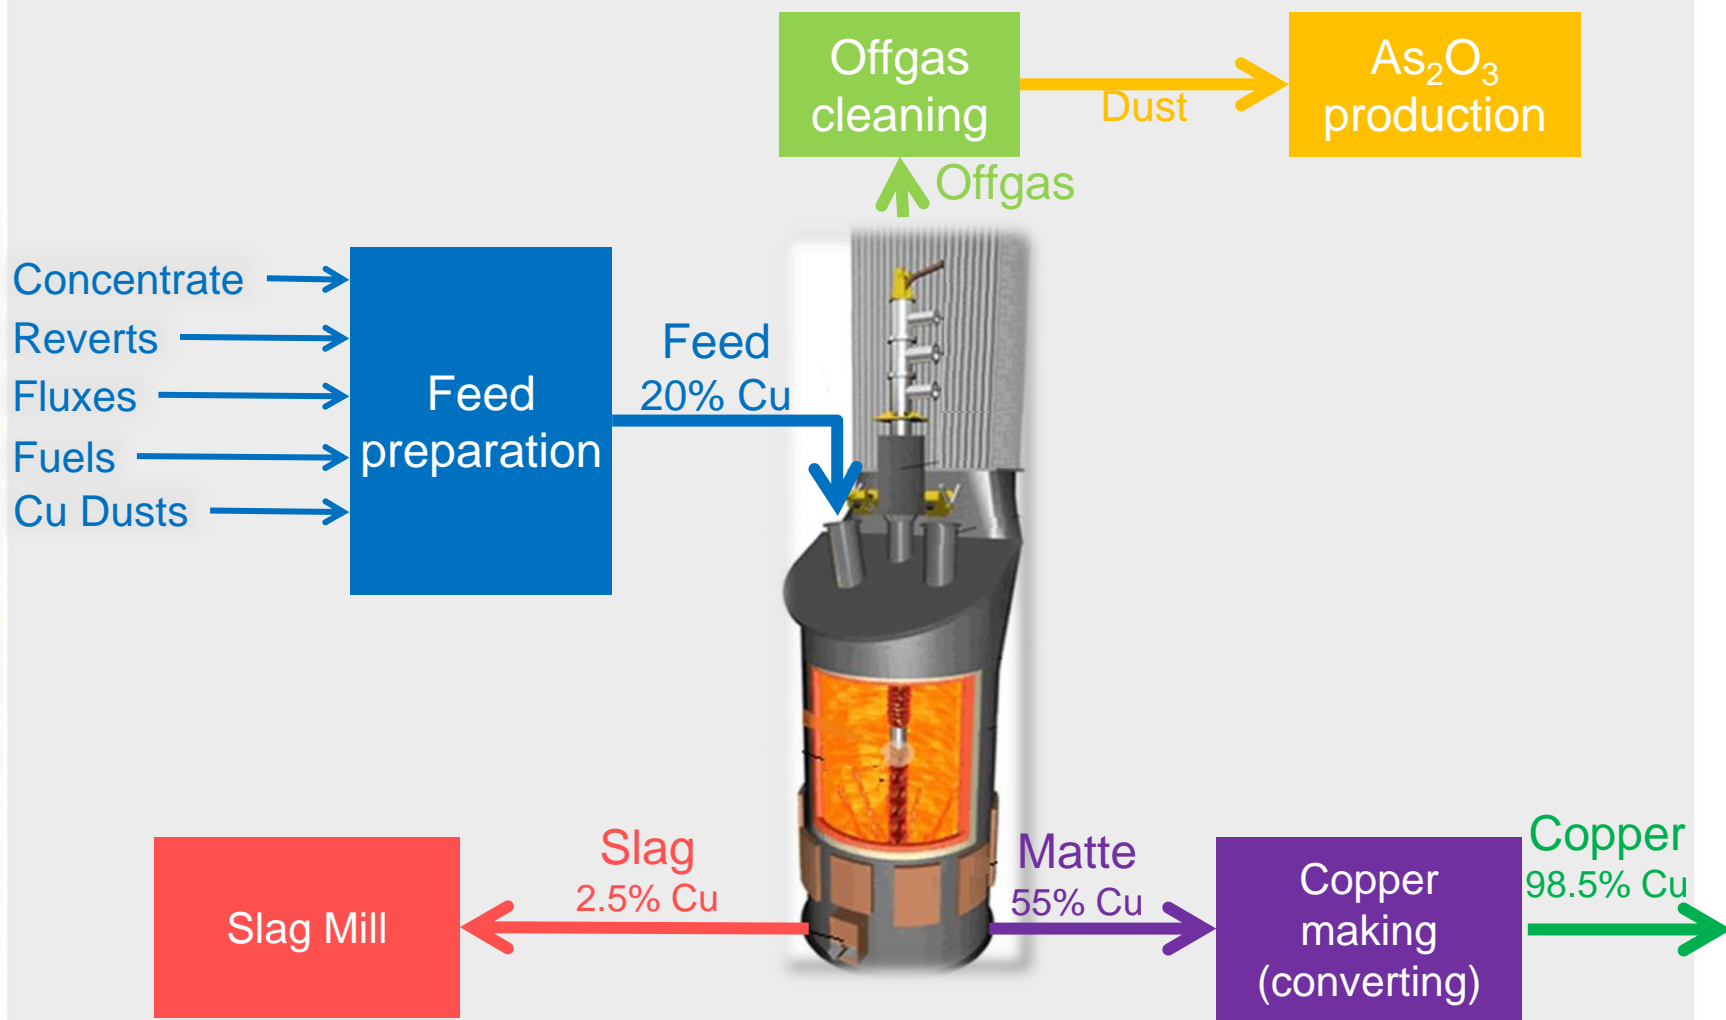 Offgas
cleaning
Dust
As₂O₃
production
Offgas
Concentrate
Reverts
Fluxes
Fuels
Cu Dusts
Feed
preparation
Feed
20% Cu
Slag Mill
Slag
2.5% Cu
Matte
55% Cu
Copper
making
(converting)
Copper
98.5% Cu